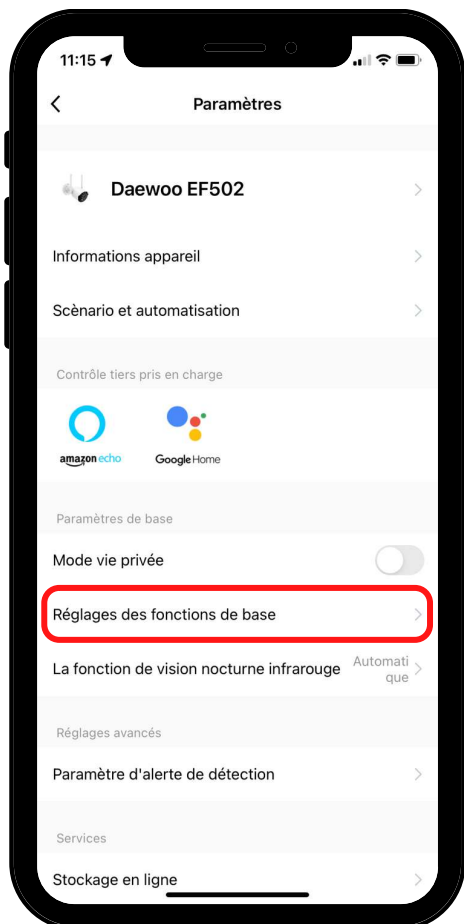 11:15
Paramètres
Daewoo EF502
Informations appareil
Scènario et automatisation
Contrôle tiers pris en charge
amazon echo
Google Home
Paramètres de base
Mode vie privée
Réglages des fonctions de base
La fonction de vision nocturne infrarouge Automati
que
Réglages avancés
Paramètre d'alerte de détection
Services
Stockage en ligne